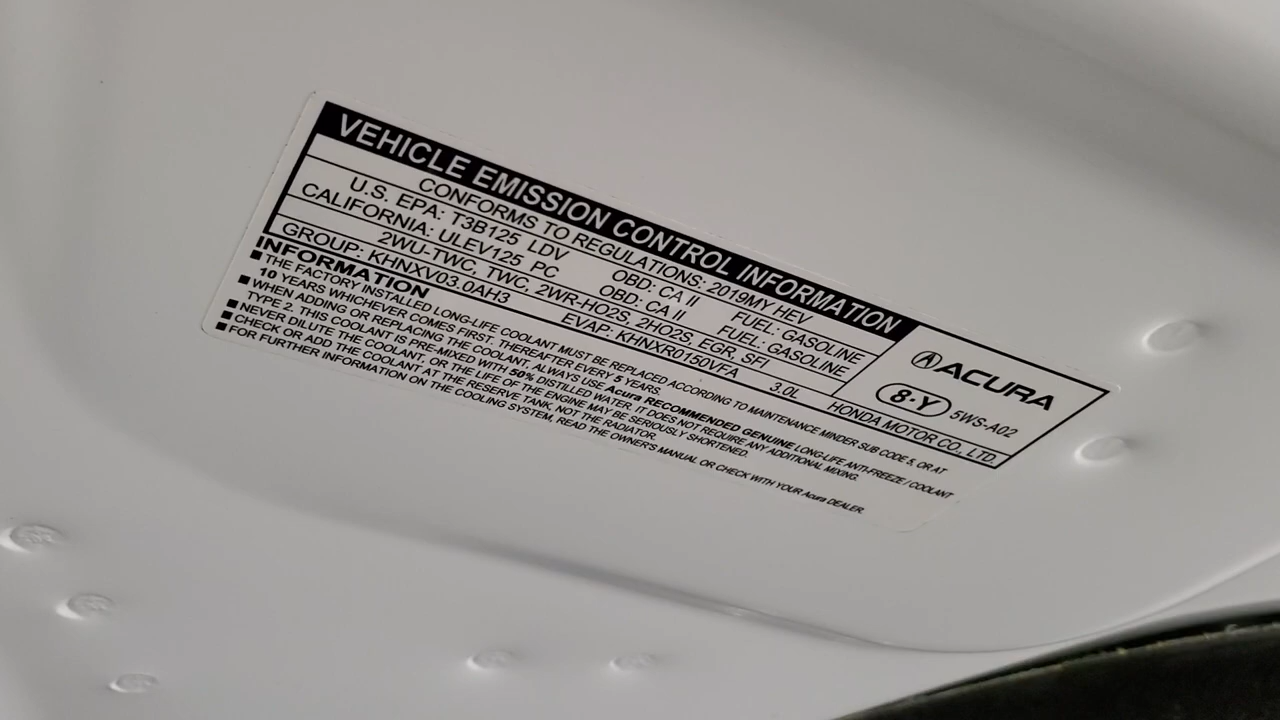 VEHICLE EMISSION CONTROL INFORMATION
CONFORMS TO REGULATIONS: 2019MY HEV
U.S. EPA: T3B125 LDV OBD: CA II FUEL: GASOLINE
CALIFORNIA: ULEV125 PC OBD: CA II FUEL: GASOLINE
2WU-TWC, TWC, 2WR-HO2S, 2HO2S, EGR, SFI
GROUP: KHNXV03.0AH3 EVAP: KHNXR0150VFA 3.0L HONDA MOTOR CO., LTD.
ACURA
8·Y 5WS-A02
INFORMATION
■ THE FACTORY INSTALLED LONG-LIFE COOLANT MUST BE REPLACED ACCORDING TO MAINTENANCE MINDER SUB CODE 5, OR AT
10 YEARS WHICHEVER COMES FIRST. THEREAFTER EVERY 5 YEARS.
■ WHEN ADDING OR REPLACING THE COOLANT, ALWAYS USE Acura RECOMMENDED GENUINE LONG-LIFE ANTI-FREEZE / COOLANT
TYPE 2. THIS COOLANT IS PRE-MIXED WITH 50% DISTILLED WATER. IT DOES NOT REQUIRE ANY ADDITIONAL MIXING.
■ NEVER DILUTE THE COOLANT, OR THE LIFE OF THE ENGINE MAY BE SERIOUSLY SHORTENED.
■ CHECK OR ADD THE COOLANT AT THE RESERVE TANK, NOT THE RADIATOR.
■ FOR FURTHER INFORMATION ON THE COOLING SYSTEM, READ THE OWNER'S MANUAL OR CHECK WITH YOUR Acura DEALER.